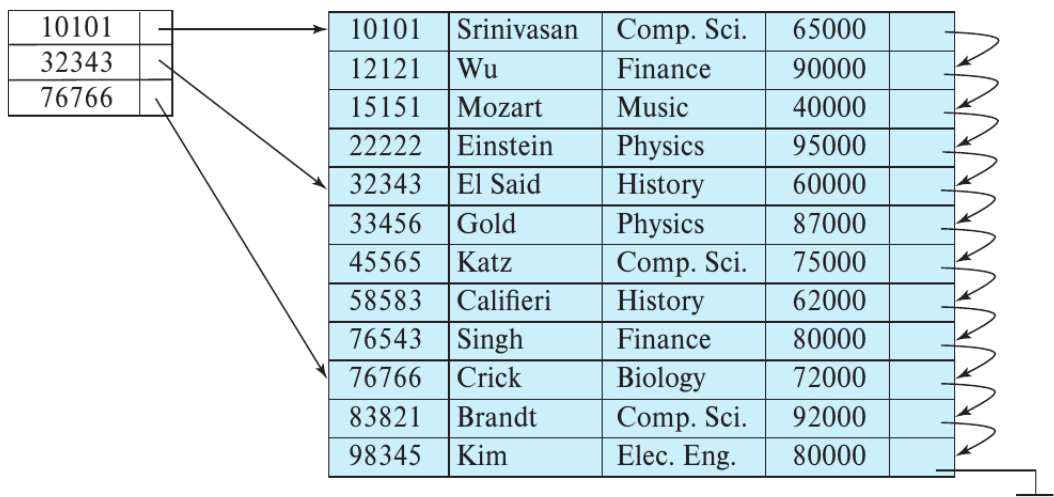 10101
32343
76766
10101 Srinivasan Comp. Sci. 65000
12121 Wu Finance 90000
15151 Mozart Music 40000
22222 Einstein Physics 95000
32343 El Said History 60000
33456 Gold Physics 87000
45565 Katz Comp. Sci. 75000
58583 Califieri History 62000
76543 Singh Finance 80000
76766 Crick Biology 72000
83821 Brandt Comp. Sci. 92000
98345 Kim Elec. Eng. 80000